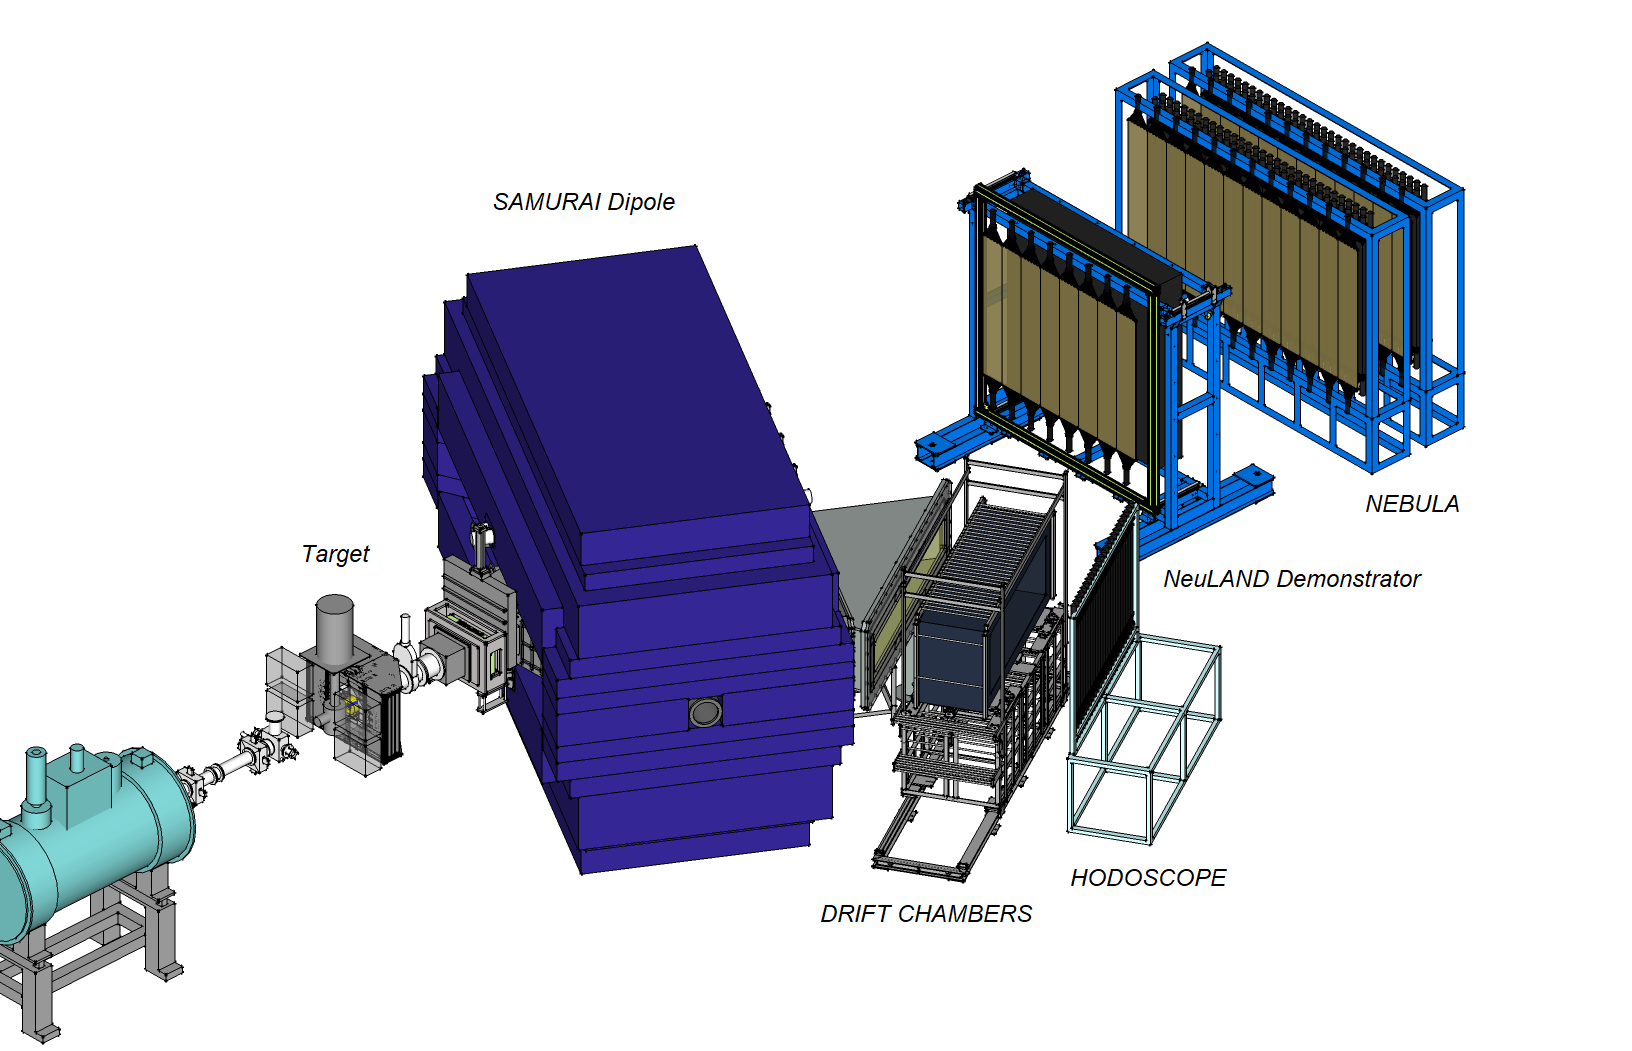 SAMURAI Dipole
NEBULA
Target
NeuLAND Demonstrator
HODOSCOPE
DRIFT CHAMBERS